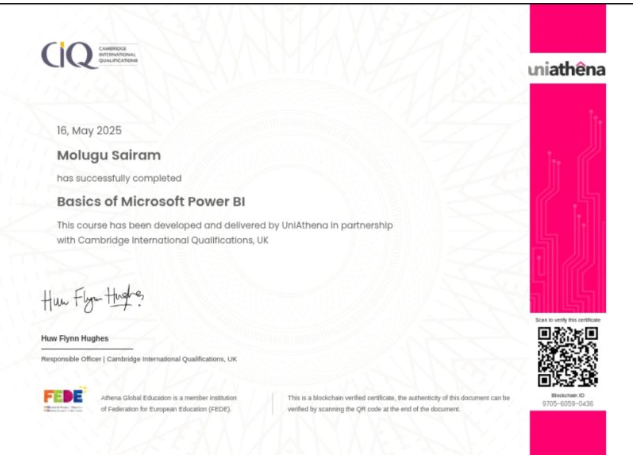 CIQ
CAMBRIDGE
INTERNATIONAL
QUALIFICATIONS
uniathena
16, May 2025
Molugu Sairam
has successfully completed
Basics of Microsoft Power BI
This course has been developed and delivered by UniAthena in partnership
with Cambridge International Qualifications, UK
Huw Flynn Hughes
Huw Flynn Hughes
Responsible Officer | Cambridge International Qualifications, UK
Scan to verify this certificate
Blockchain ID
9705-6059-0436
FEDE
Athena Global Education is a member institution
of Federation for European Education (FEDE).
This is a blockchain verified certificate, the authenticity of this document can be
verified by scanning the QR code at the end of the document.